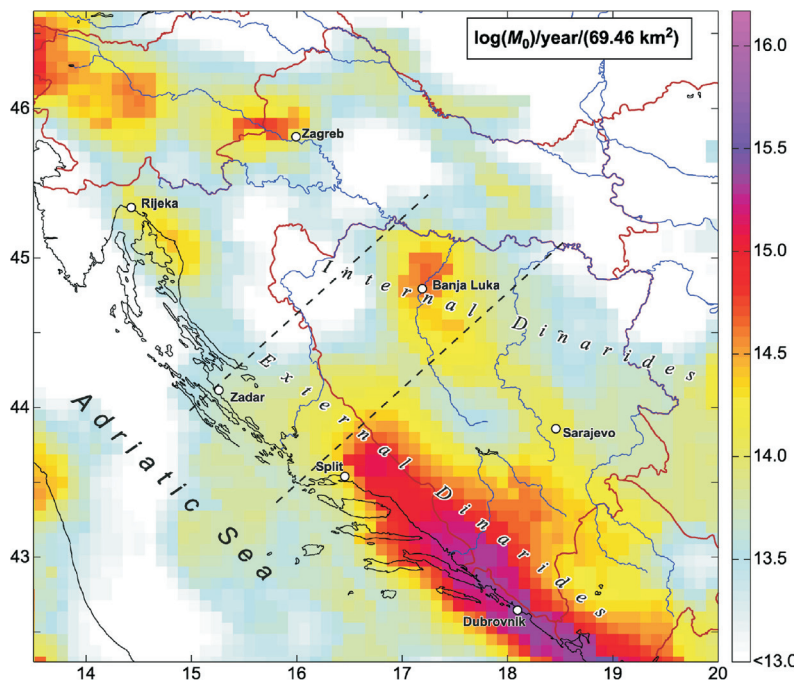 log(M₀)/year/(69.46 km²)
16.0
46
Zagreb
15.5
Rijeka
45
Banja Luka
15.0
Internal Dinarides
14.5
External Dinarides
44
Zadar
Sarajevo
14.0
Adriatic Sea
Split
43
13.5
Dubrovnik
<13.0
14 15 16 17 18 19 20